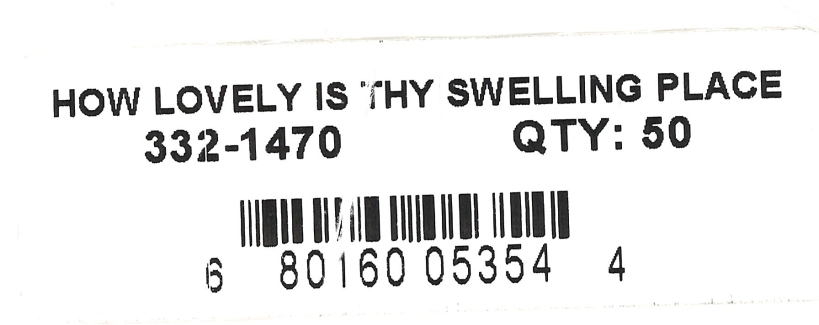 HOW LOVELY IS THY SWELLING PLACE
332-1470 QTY: 50
6 80160 05354 4